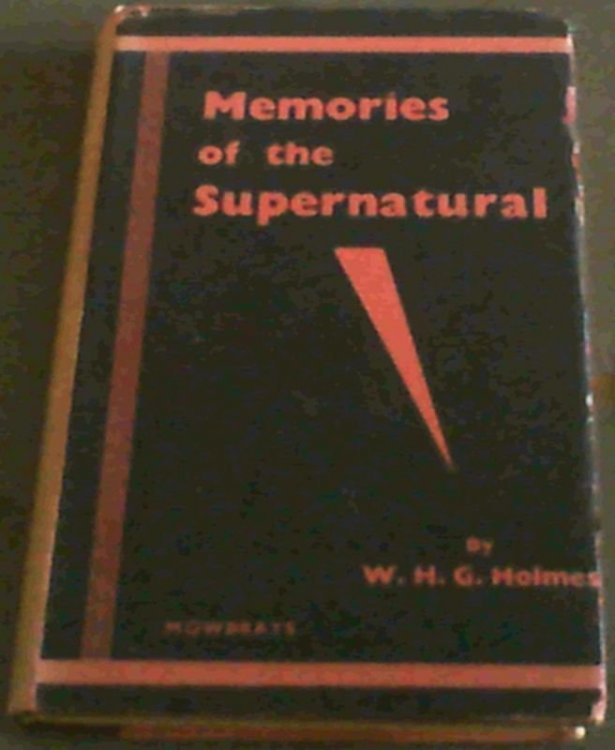 Memories
of the
Supernatural
By
W. H. G. Holmes
MOWBRAYS